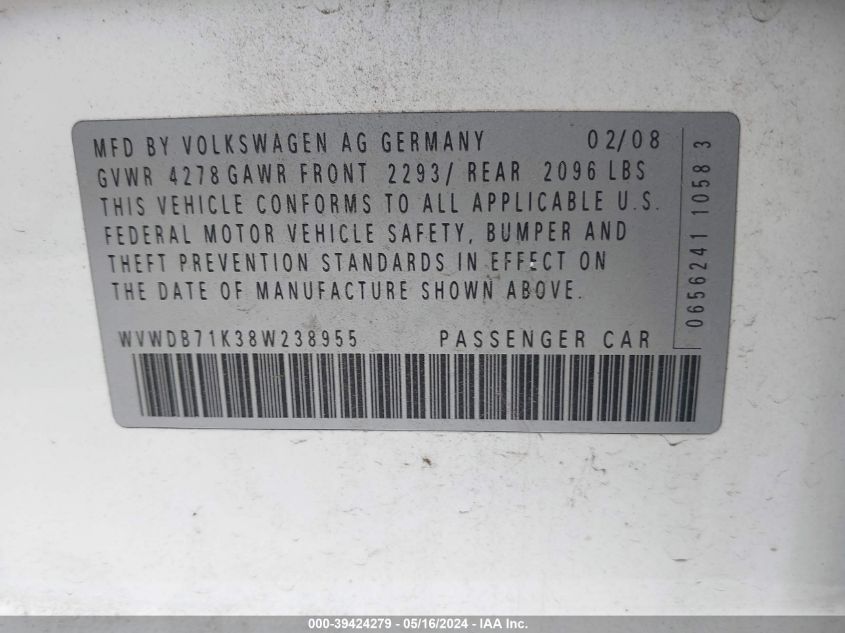 MFD BY VOLKSWAGEN AG GERMANY 02/08
GVWR 4278 GAWR FRONT 2293/ REAR 2096 LBS
THIS VEHICLE CONFORMS TO ALL APPLICABLE U.S.
FEDERAL MOTOR VEHICLE SAFETY, BUMPER AND
THEFT PREVENTION STANDARDS IN EFFECT ON
THE DATE OF MANUFACTURE SHOWN ABOVE.
WVWDB71K38W238955 PASSENGER CAR
0656241 1058 3
000-39424279 - 05/16/2024 - IAA Inc.